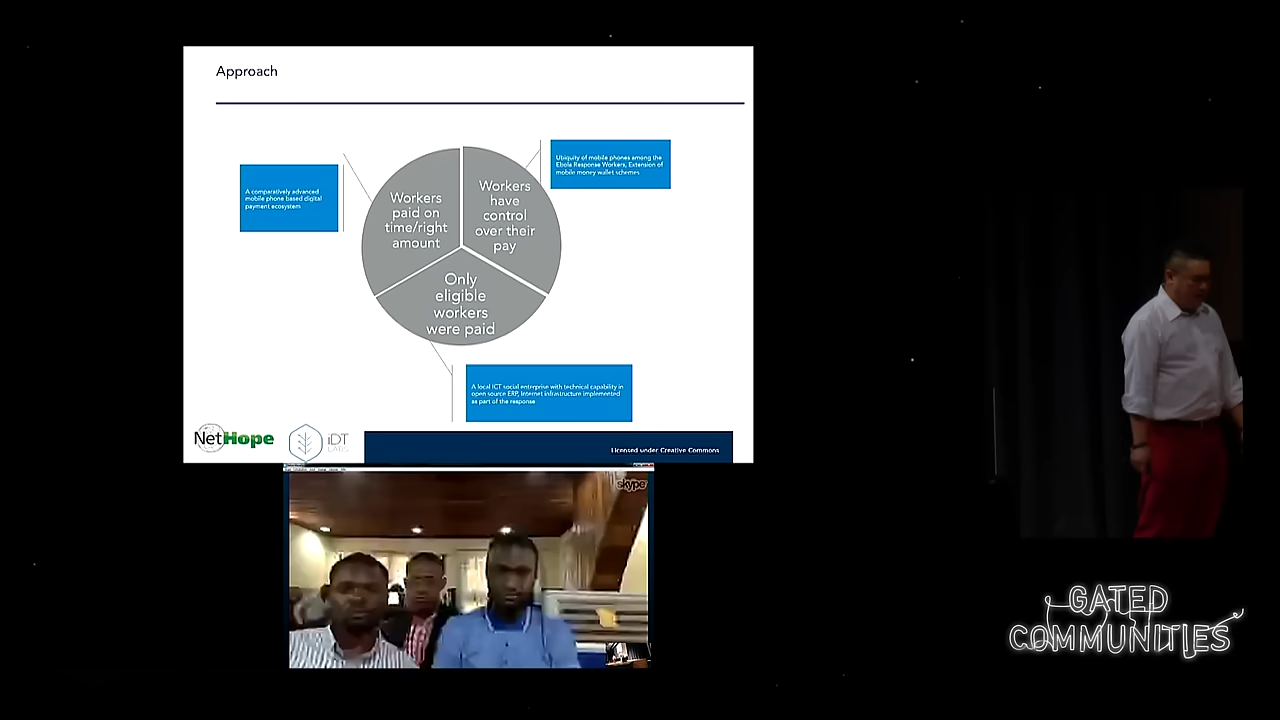 Approach
Workers
paid on
time/right
amount
Workers
have
control
over their
pay
Only
eligible
workers
were paid
A comparatively advanced
mobile phone based digital
payment ecosystem
Ubiquity of mobile phones among the
Ebola Response Workers, Extension of
mobile money wallet schemes
A local ICT social enterprise with technical capability in
open source ERP, Internet infrastructure implemented
as part of the response
NetHope
iDT
LABS
Licensed under Creative Commons
skype
GATED
COMMUNITIES